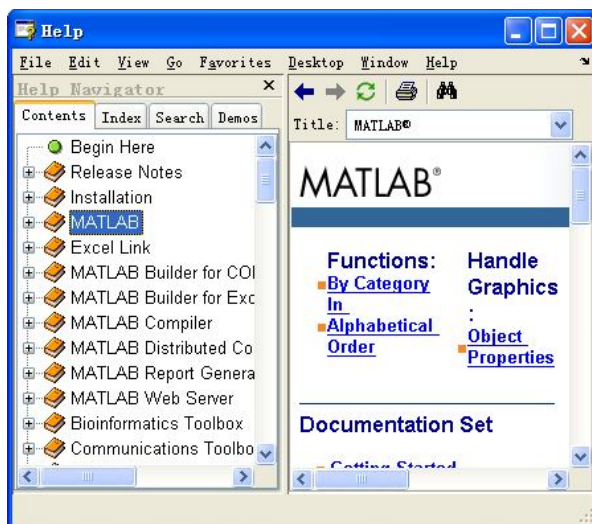 Help
File Edit View Go Favorites Desktop Window Help
Help Navigator
Contents Index Search Demos
Begin Here
Release Notes
Installation
MATLAB
Excel Link
MATLAB Builder for COI
MATLAB Builder for Exc
MATLAB Compiler
MATLAB Distributed Co
MATLAB Report Genera
MATLAB Web Server
Bioinformatics Toolbox
Communications Toolbo
Title: MATLAB®
MATLAB®
Functions:
By Category
In
Alphabetical
Order
Handle
Graphics
:
Object
Properties
Documentation Set
Getting Started